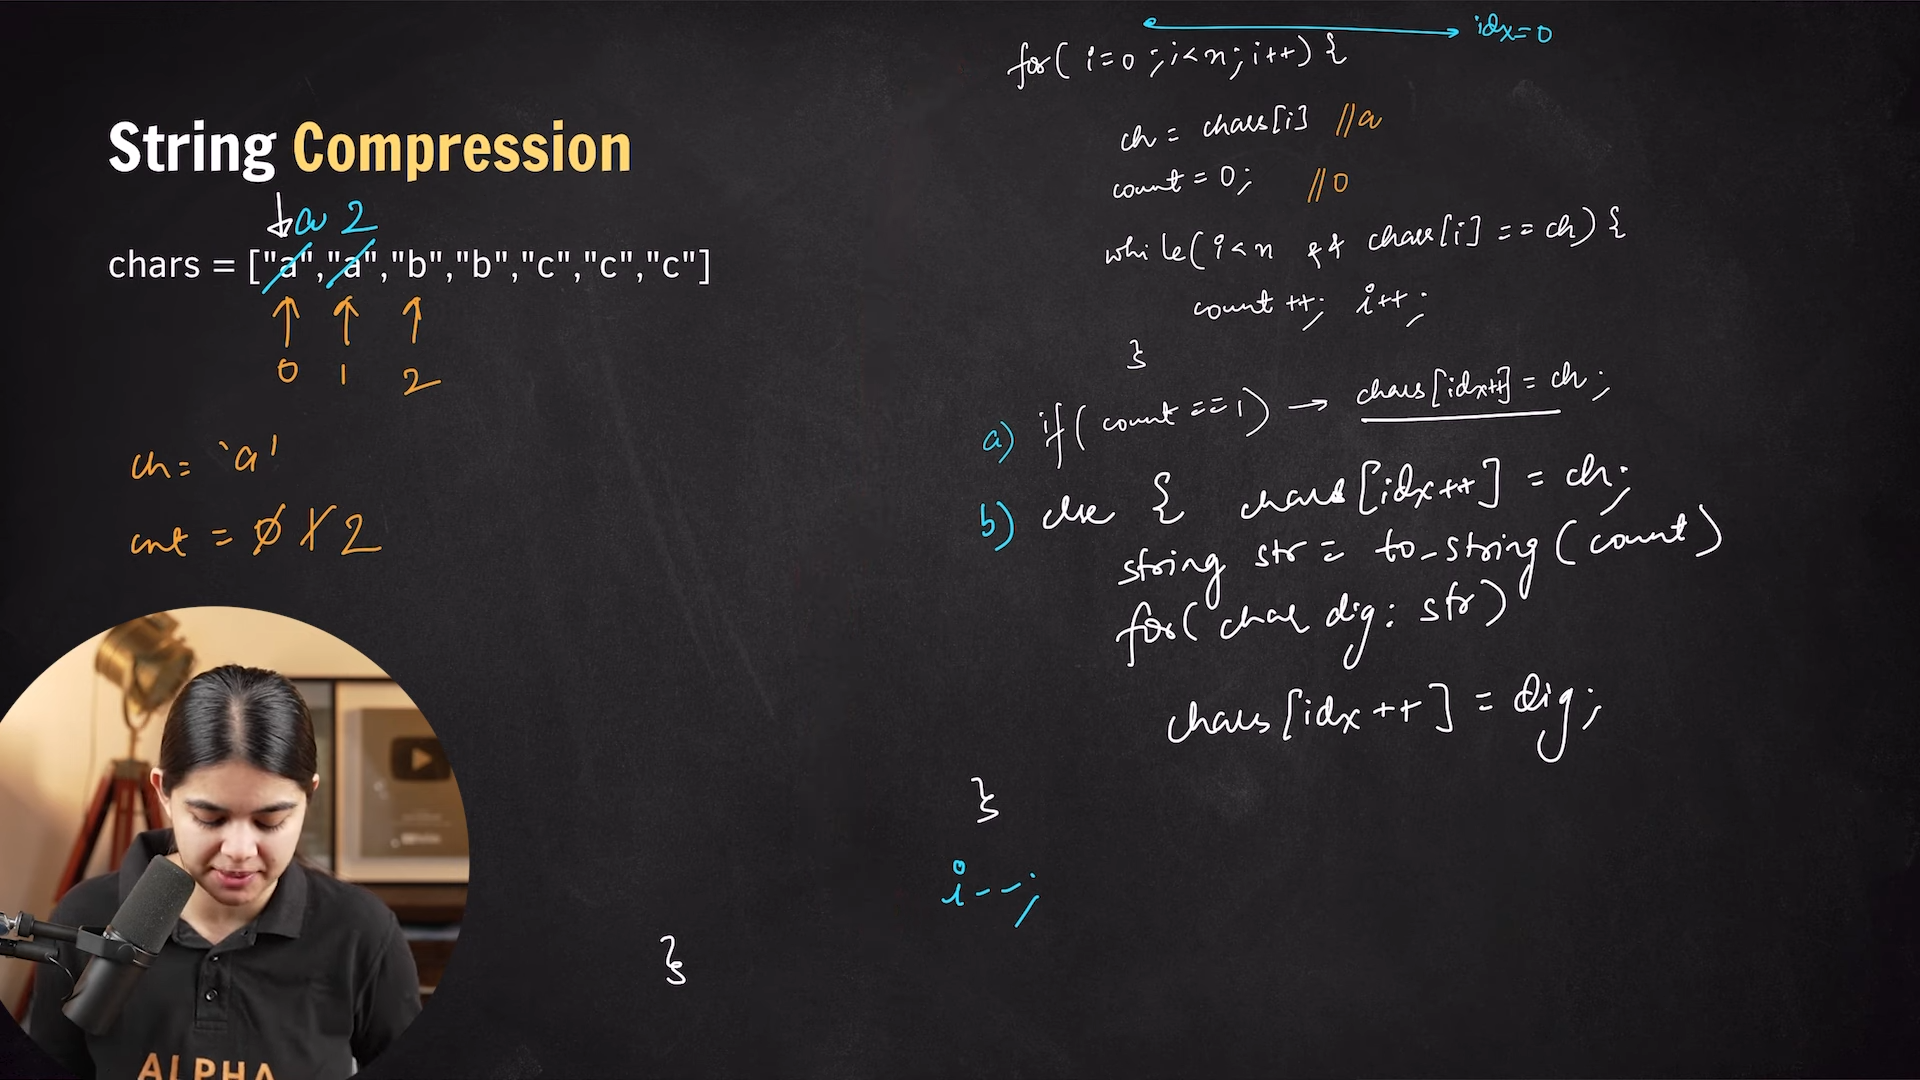 String Compression
a 2
chars = ["a","a","b","b","c","c","c"]
0 1 2
ch = 'a'
cnt = 0 1 2
idx=0
for( i=0 ; i<n ; i++) {
ch = chars[i] //a
count = 0; //0
while( i<n && chars[i] == ch) {
count ++; i++;
}
a) if( count == 1) → chars[idx++] = ch;
b) else { chars[idx++] = ch;
string str = to_string(count)
for( char dig: str)
chars[idx++] = dig;
}
i--;
}
ALPHA